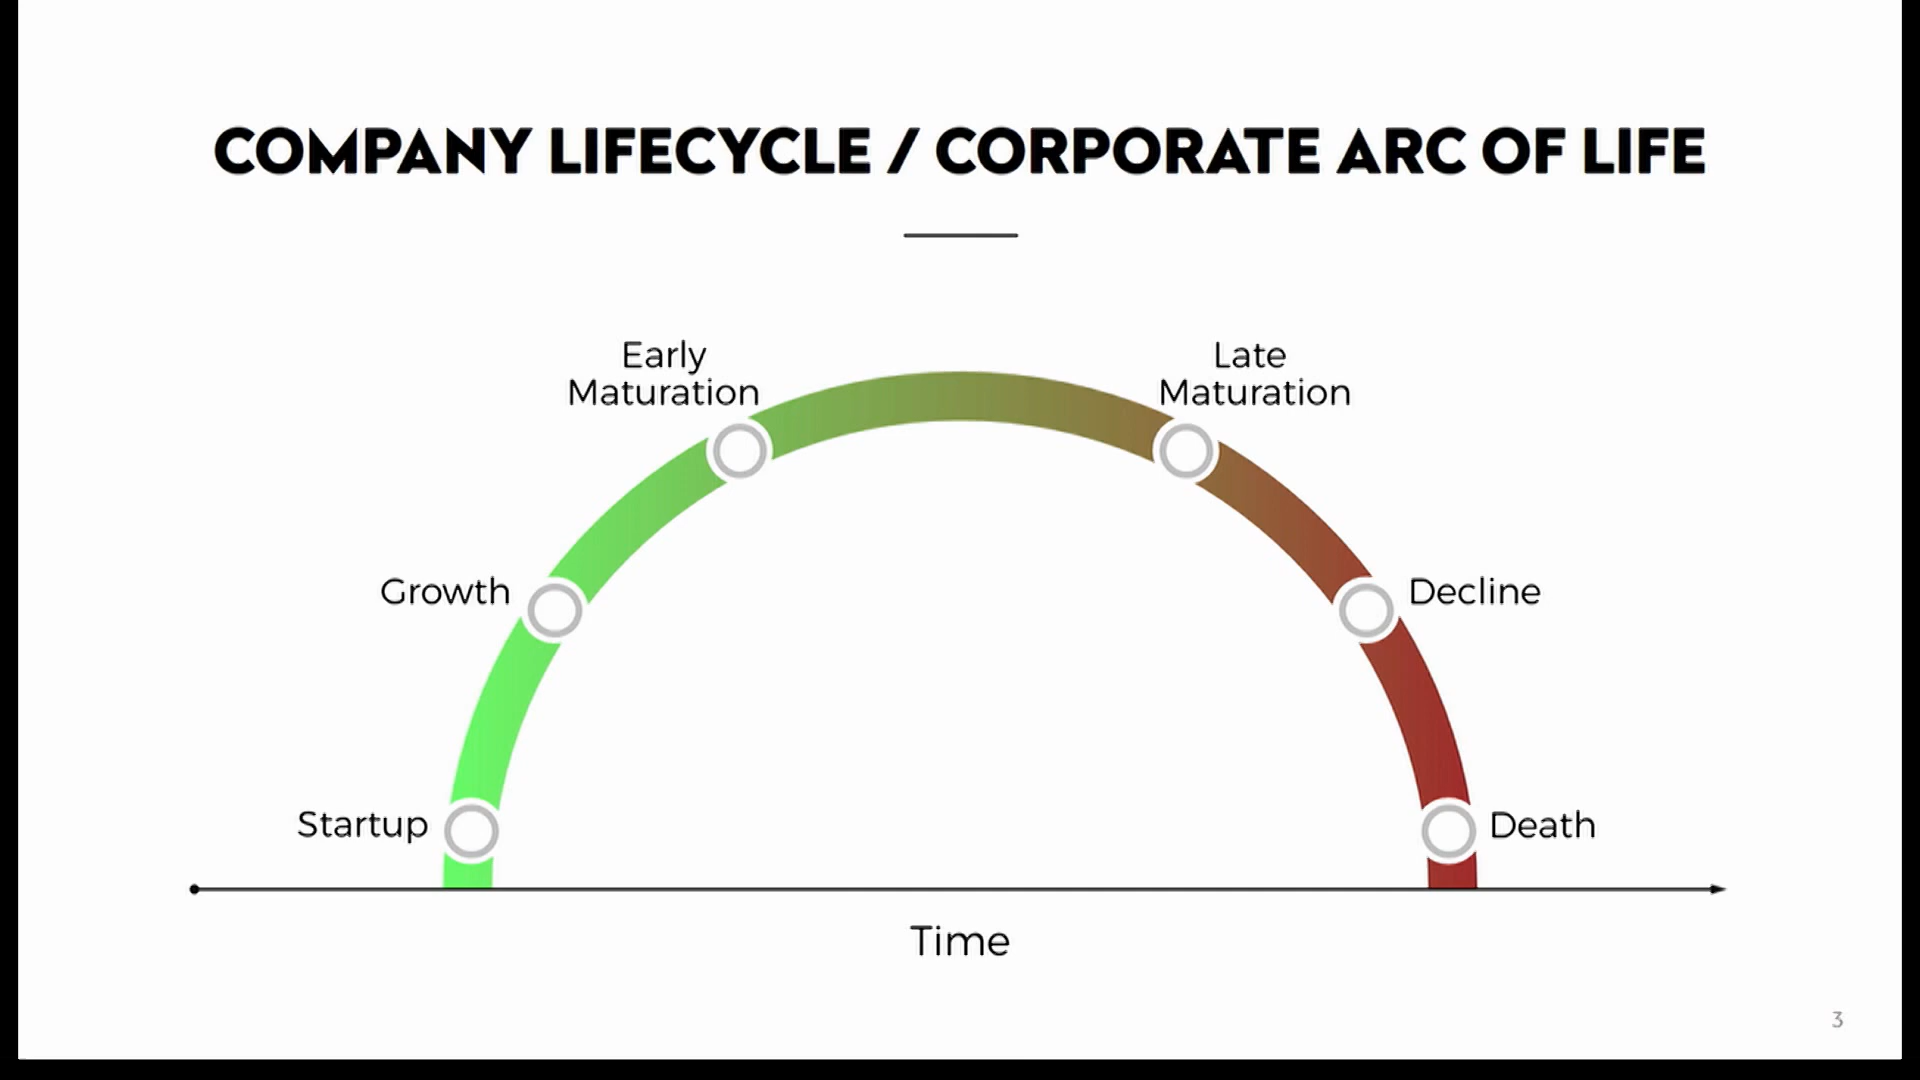 COMPANY LIFECYCLE / CORPORATE ARC OF LIFE
Early
Maturation
Late
Maturation
Growth
Decline
Startup
Death
Time
3